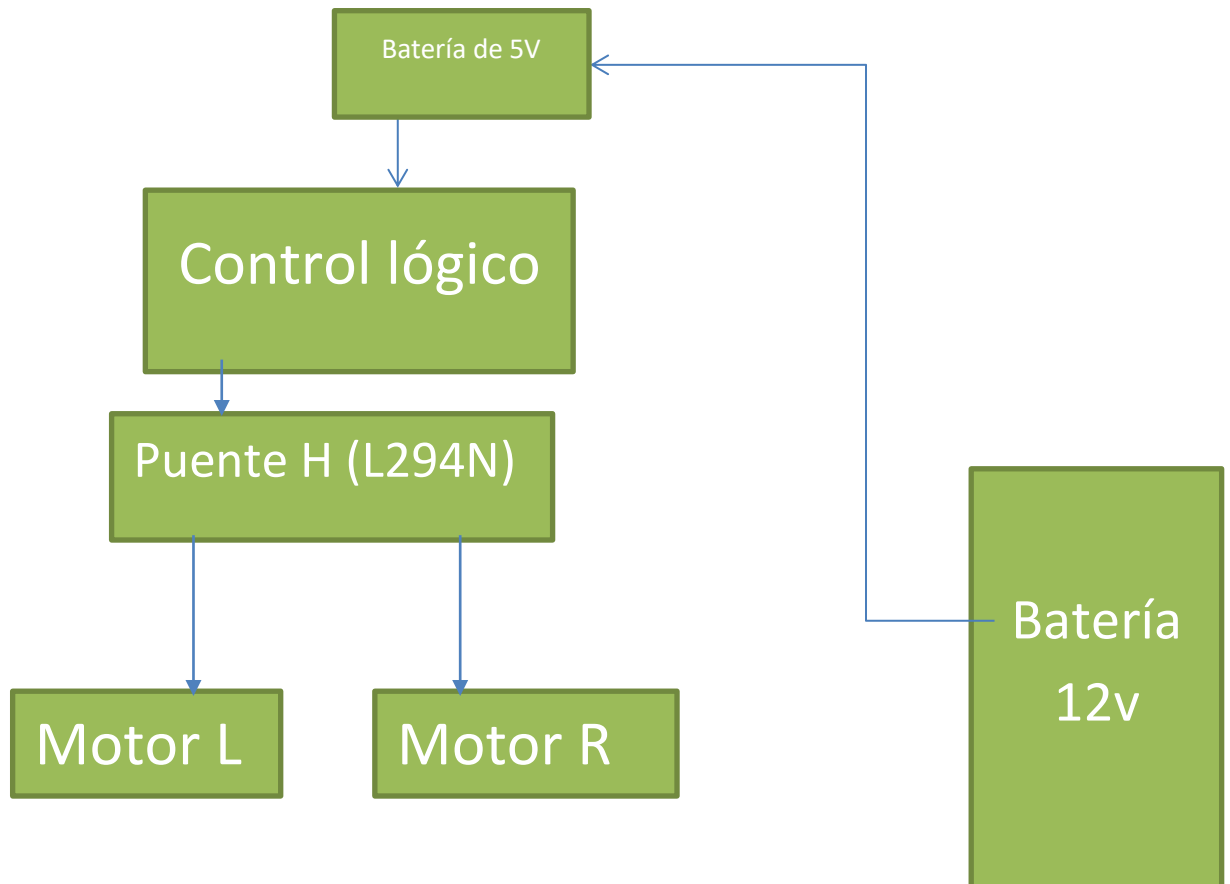 Batería de 5V
Control lógico
Puente H (L294N)
Batería
12v
Motor L
Motor R